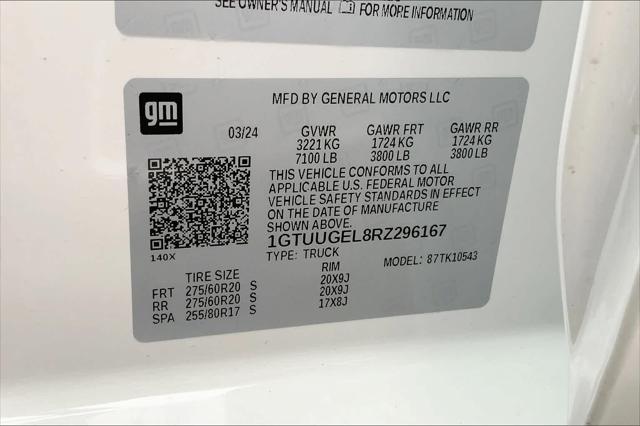 SEE OWNER'S MANUAL FOR MORE INFORMATION
gm
MFD BY GENERAL MOTORS LLC
03/24 GVWR GAWR FRT GAWR RR
3221 KG 1724 KG 1724 KG
7100 LB 3800 LB 3800 LB
THIS VEHICLE CONFORMS TO ALL
APPLICABLE U.S. FEDERAL MOTOR
VEHICLE SAFETY STANDARDS IN EFFECT
ON THE DATE OF MANUFACTURE
SHOWN ABOVE.
1GTUUGEL8RZ296167
140X
TYPE: TRUCK MODEL: 87TK10543
TIRE SIZE RIM
FRT 275/60R20 S 20X9J
RR 275/60R20 S 20X9J
SPA 255/80R17 S 17X8J